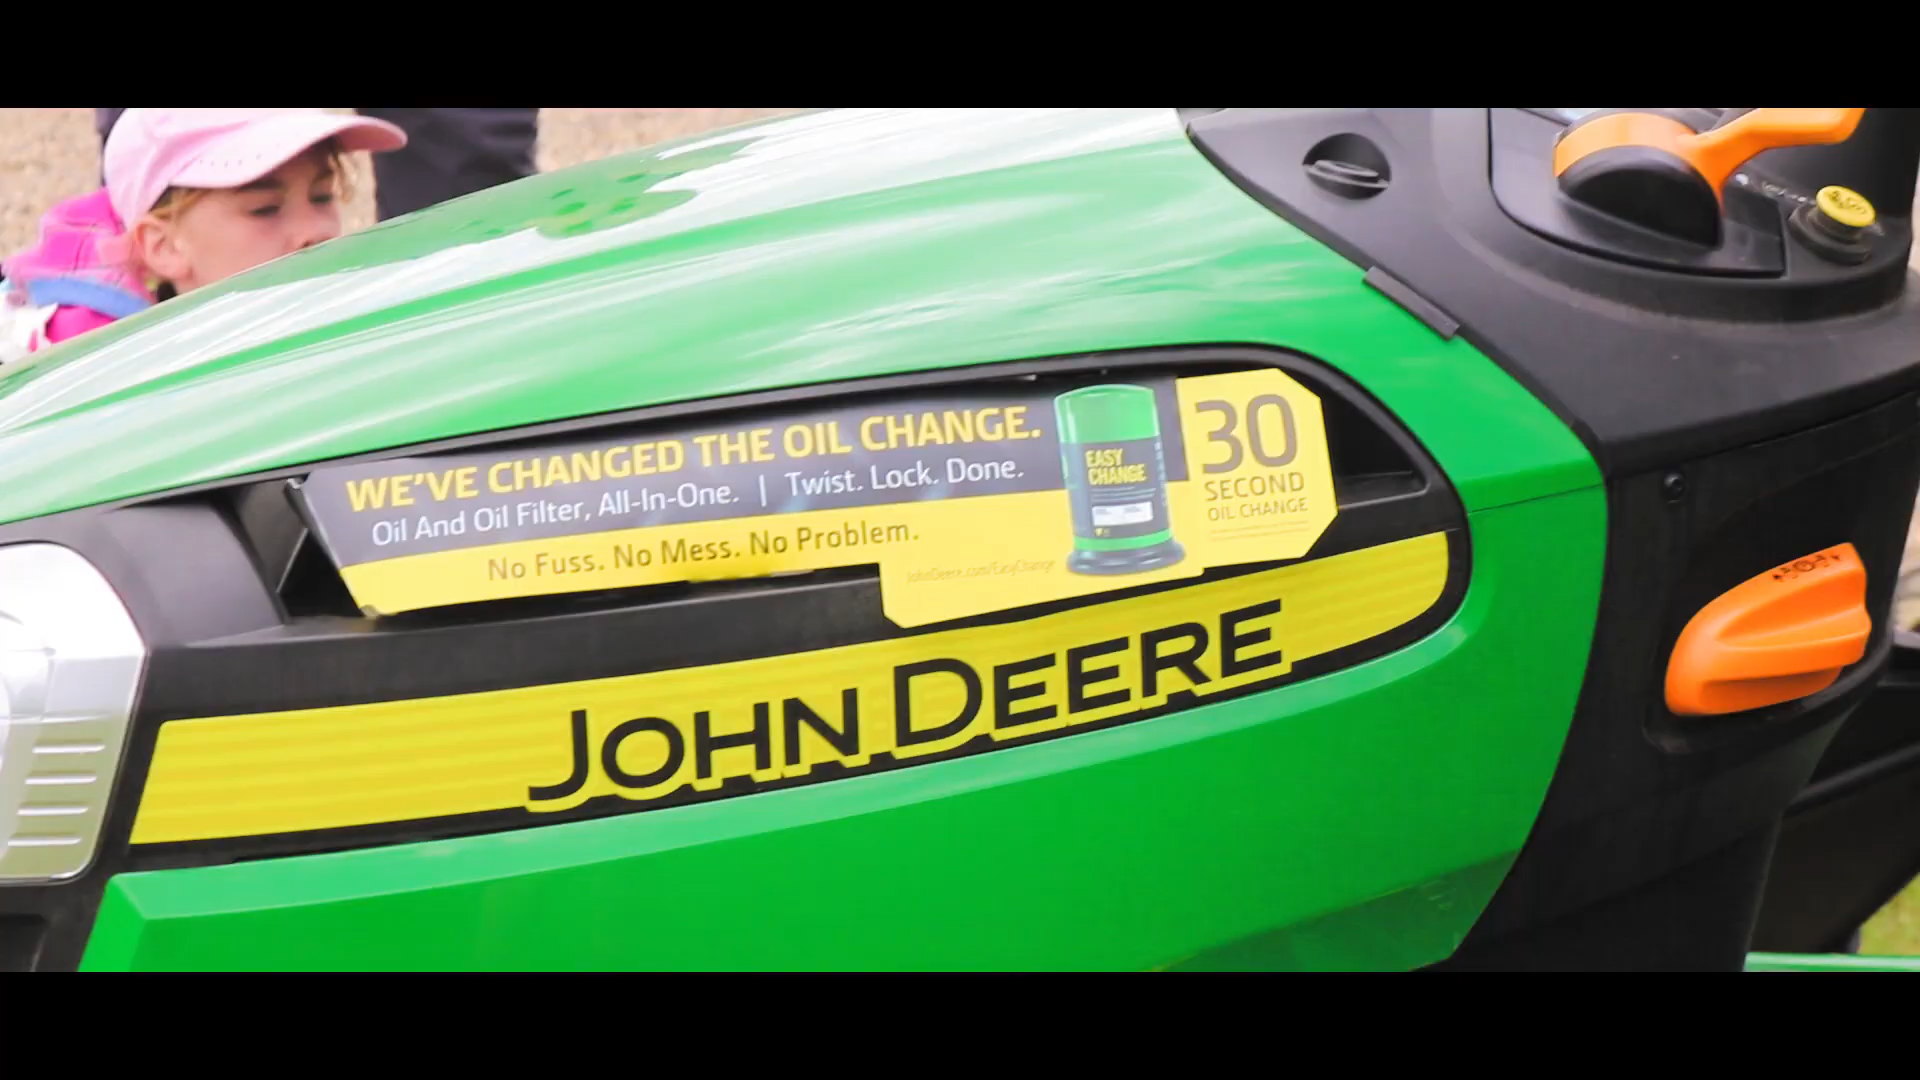 WE'VE CHANGED THE OIL CHANGE.
Oil And Oil Filter, All-In-One. | Twist. Lock. Done.
No Fuss. No Mess. No Problem.
JohnDeere.com/EasyChange
EASY
CHANGE
30
SECOND
OIL CHANGE
JOHN DEERE